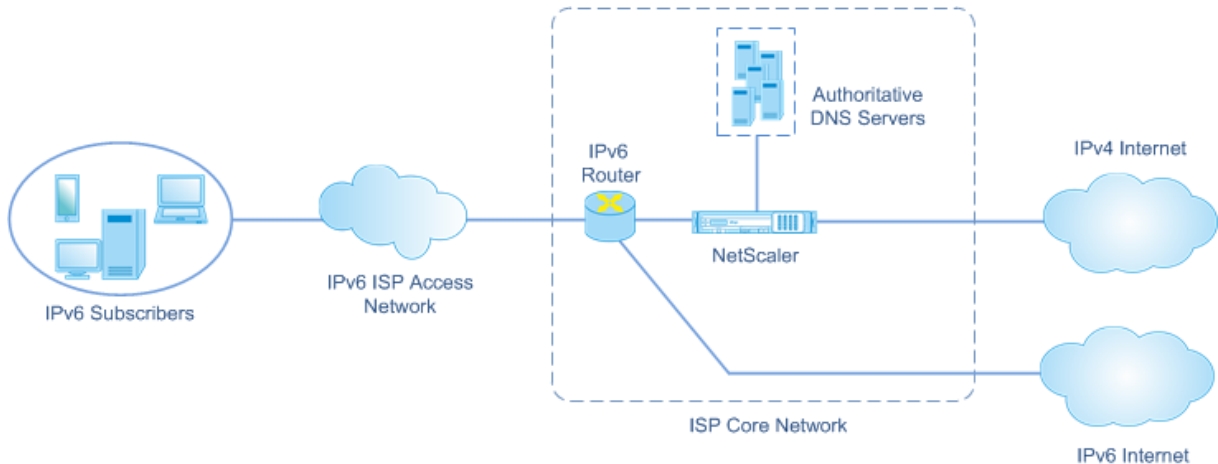 Authoritative
DNS Servers
IPv6
Router
IPv4 Internet
NetScaler
IPv6 ISP Access
Network
IPv6 Subscribers
ISP Core Network
IPv6 Internet